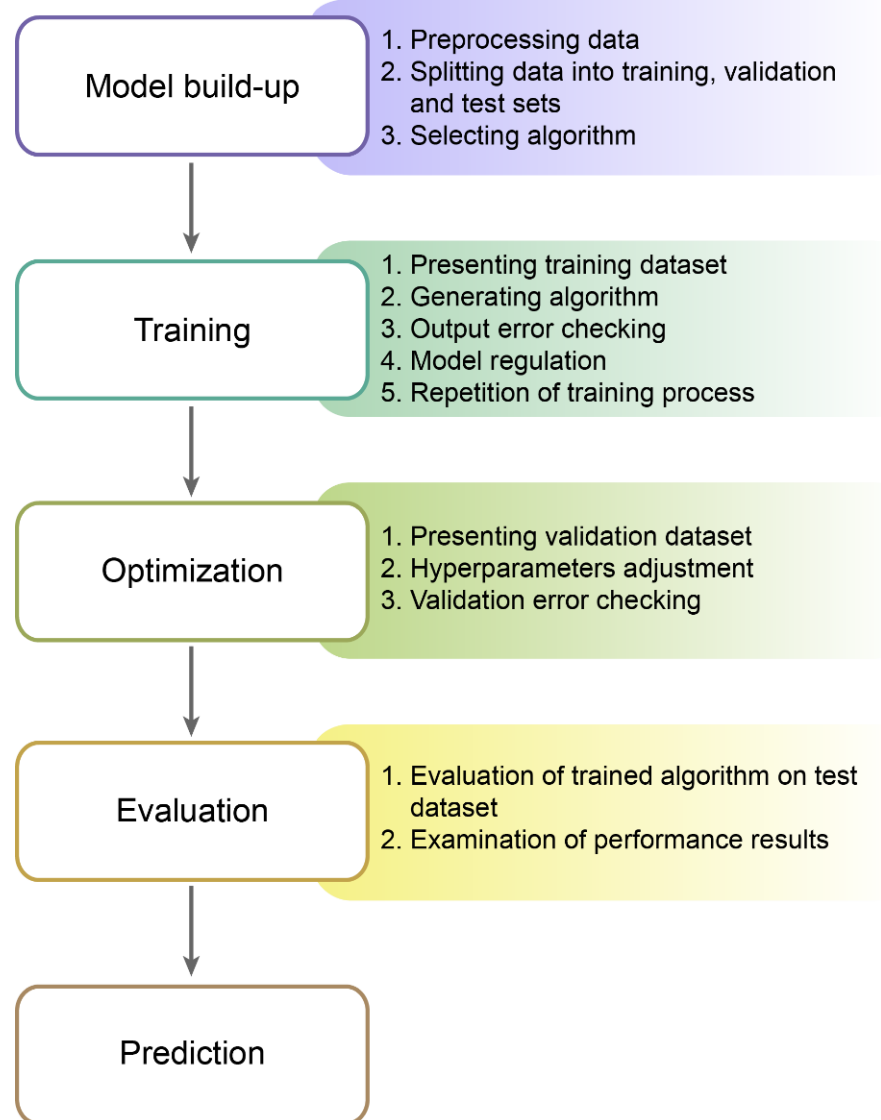 Model build-up
1. Preprocessing data
2. Splitting data into training, validation
and test sets
3. Selecting algorithm
Training
1. Presenting training dataset
2. Generating algorithm
3. Output error checking
4. Model regulation
5. Repetition of training process
Optimization
1. Presenting validation dataset
2. Hyperparameters adjustment
3. Validation error checking
Evaluation
1. Evaluation of trained algorithm on test
dataset
2. Examination of performance results
Prediction